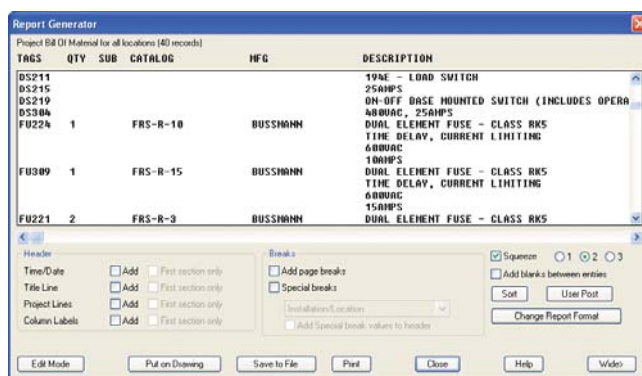 Report Generator
Project Bill Of Material for all locations (40 records)
TAGS QTY SUB CATALOG MFG DESCRIPTION
DS211 194E - LOAD SWITCH
DS215 25AMPS
DS219 ON-OFF BASE MOUNTED SWITCH (INCLUDES OPERA
DS304 480VAC, 25AMPS
FU224 1 FRS-R-10 BUSSMANN DUAL ELEMENT FUSE - CLASS RK5
TIME DELAY, CURRENT LIMITING
600VAC
10AMPS
FU309 1 FRS-R-15 BUSSMANN DUAL ELEMENT FUSE - CLASS RK5
TIME DELAY, CURRENT LIMITING
600VAC
15AMPS
FU221 2 FRS-R-3 BUSSMANN DUAL ELEMENT FUSE - CLASS RK5
Header Breaks Squeeze 1 2 3
Time/Date Add First section only Add page breaks Add blanks between entries
Title Line Add First section only Special breaks Sort User Post
Project Lines Add First section only Installation/Location Change Report Format
Column Labels Add First section only Add Special break values to header
Edit Mode Put on Drawing Save to File Print Close Help Wide>